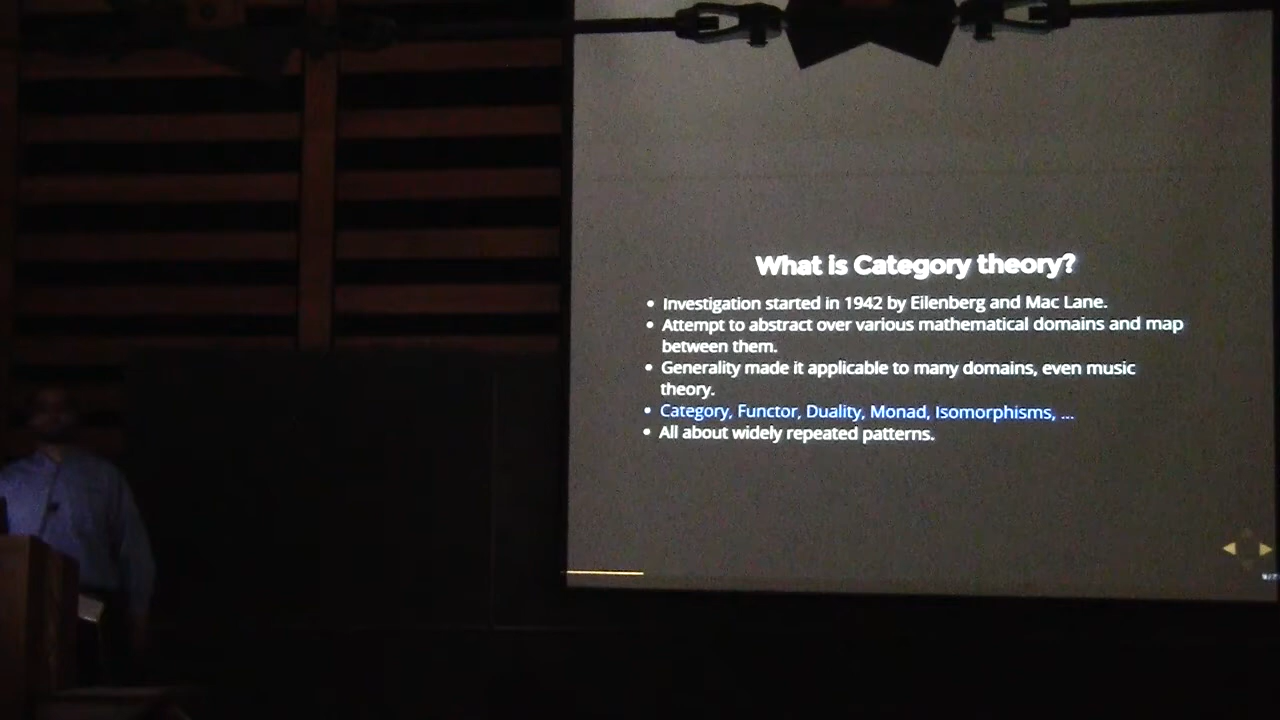 What is Category theory?
• Investigation started in 1942 by Eilenberg and Mac Lane.
• Attempt to abstract over various mathematical domains and map
between them.
• Generality made it applicable to many domains, even music
theory.
• Category, Functor, Duality, Monad, Isomorphisms, ...
• All about widely repeated patterns.